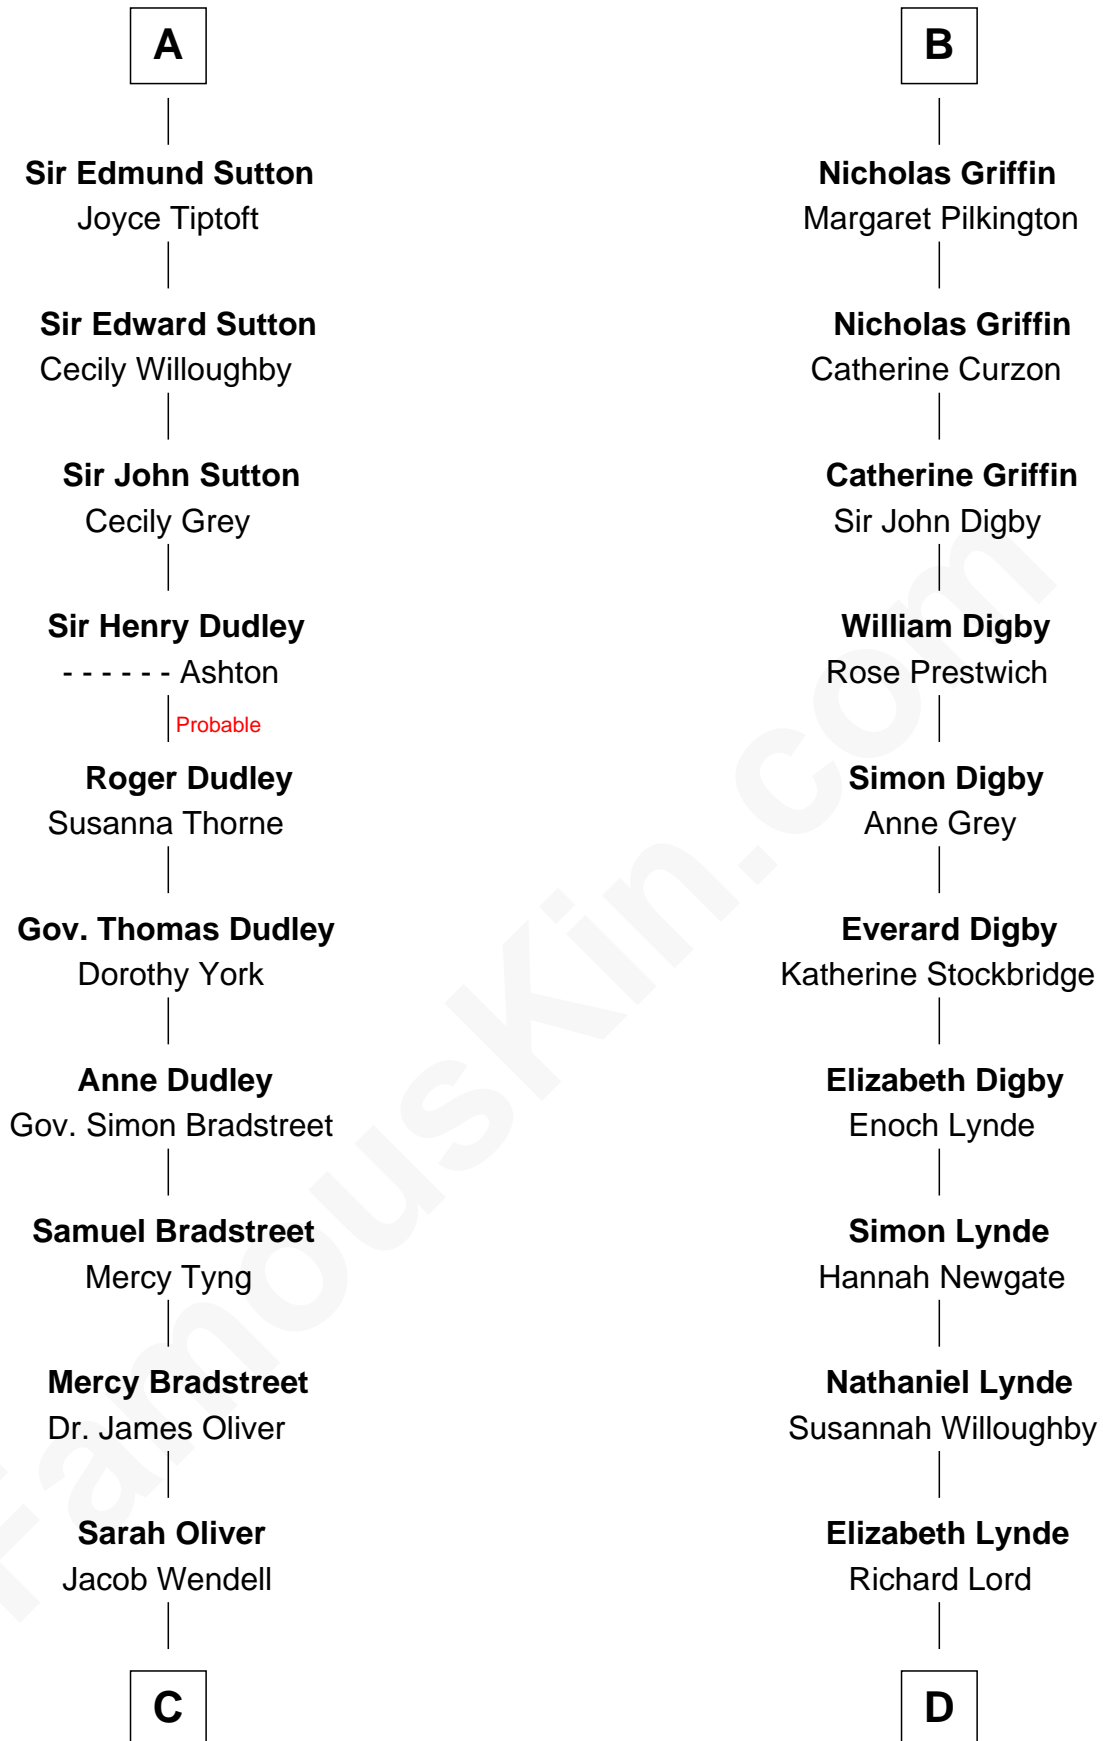 A
Sir Edmund Sutton
Joyce Tiptoft
Sir Edward Sutton
Cecily Willoughby
Sir John Sutton
Cecily Grey
Sir Henry Dudley
- - - - - - Ashton
Probable
Roger Dudley
Susanna Thorne
Gov. Thomas Dudley
Dorothy York
Anne Dudley
Gov. Simon Bradstreet
Samuel Bradstreet
Mercy Tyng
Mercy Bradstreet
Dr. James Oliver
Sarah Oliver
Jacob Wendell
C
B
Nicholas Griffin
Margaret Pilkington
Nicholas Griffin
Catherine Curzon
Catherine Griffin
Sir John Digby
William Digby
Rose Prestwich
Simon Digby
Anne Grey
Everard Digby
Katherine Stockbridge
Elizabeth Digby
Enoch Lynde
Simon Lynde
Hannah Newgate
Nathaniel Lynde
Susannah Willoughby
Elizabeth Lynde
Richard Lord
D
FamousKin.com